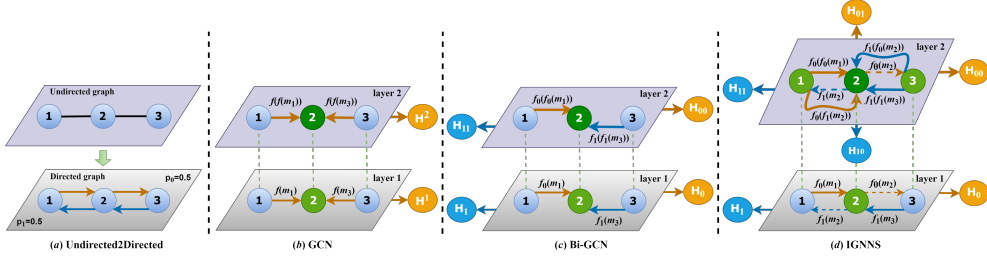 Undirected graph
1 2 3
Directed graph
p₀=0.5
1 2 3
p₁=0.5
(a) Undirected2Directed
layer 2
f(f(m₁)) f(f(m₃))
1 2 3
H²
layer 1
f(m₁) f(m₃)
1 2 3
H¹
(b) GCN
layer 2
f₀(f₀(m₁))
1 2 3
H₀₀
H₁₁
f₁(f₁(m₃))
layer 1
f₀(m₁)
1 2 3
H₀
H₁
f₁(m₃)
(c) Bi-GCN
H₀₁
layer 2
f₁(f₀(m₂))
f₀(f₀(m₁)) f₀(m₂)
1 2 3
H₀₀
H₁₁
f₁(m₂) f₁(f₁(m₃))
f₀(f₁(m₂))
H₁₀
layer 1
f₀(m₁) f₀(m₂)
1 2 3
H₀
H₁
f₁(m₂) f₁(m₃)
(d) IGNNS